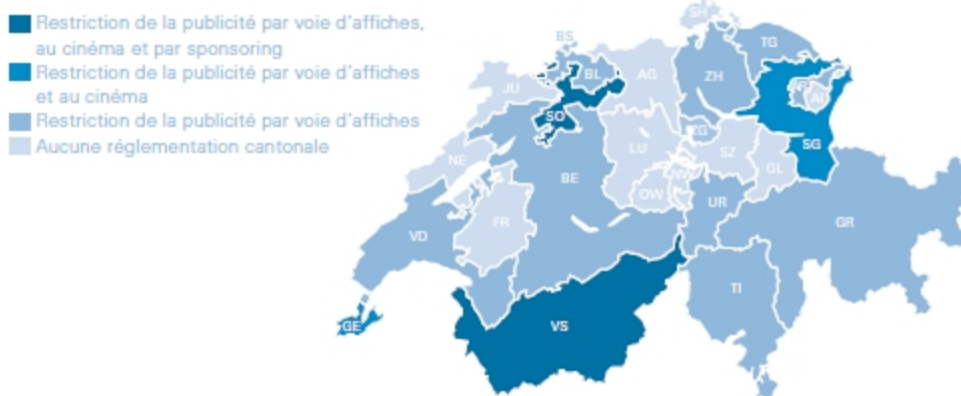 Restriction de la publicité par voie d'affiches,
au cinéma et par sponsoring
Restriction de la publicité par voie d'affiches
et au cinéma
Restriction de la publicité par voie d'affiches
Aucune réglementation cantonale
SH
BS
TG
BL
AG
ZH
JU
AR
AI
SO
ZG
LU
SZ
SG
NE
GL
BE
NW
OW
UR
FR
GR
VD
TI
GE
VS